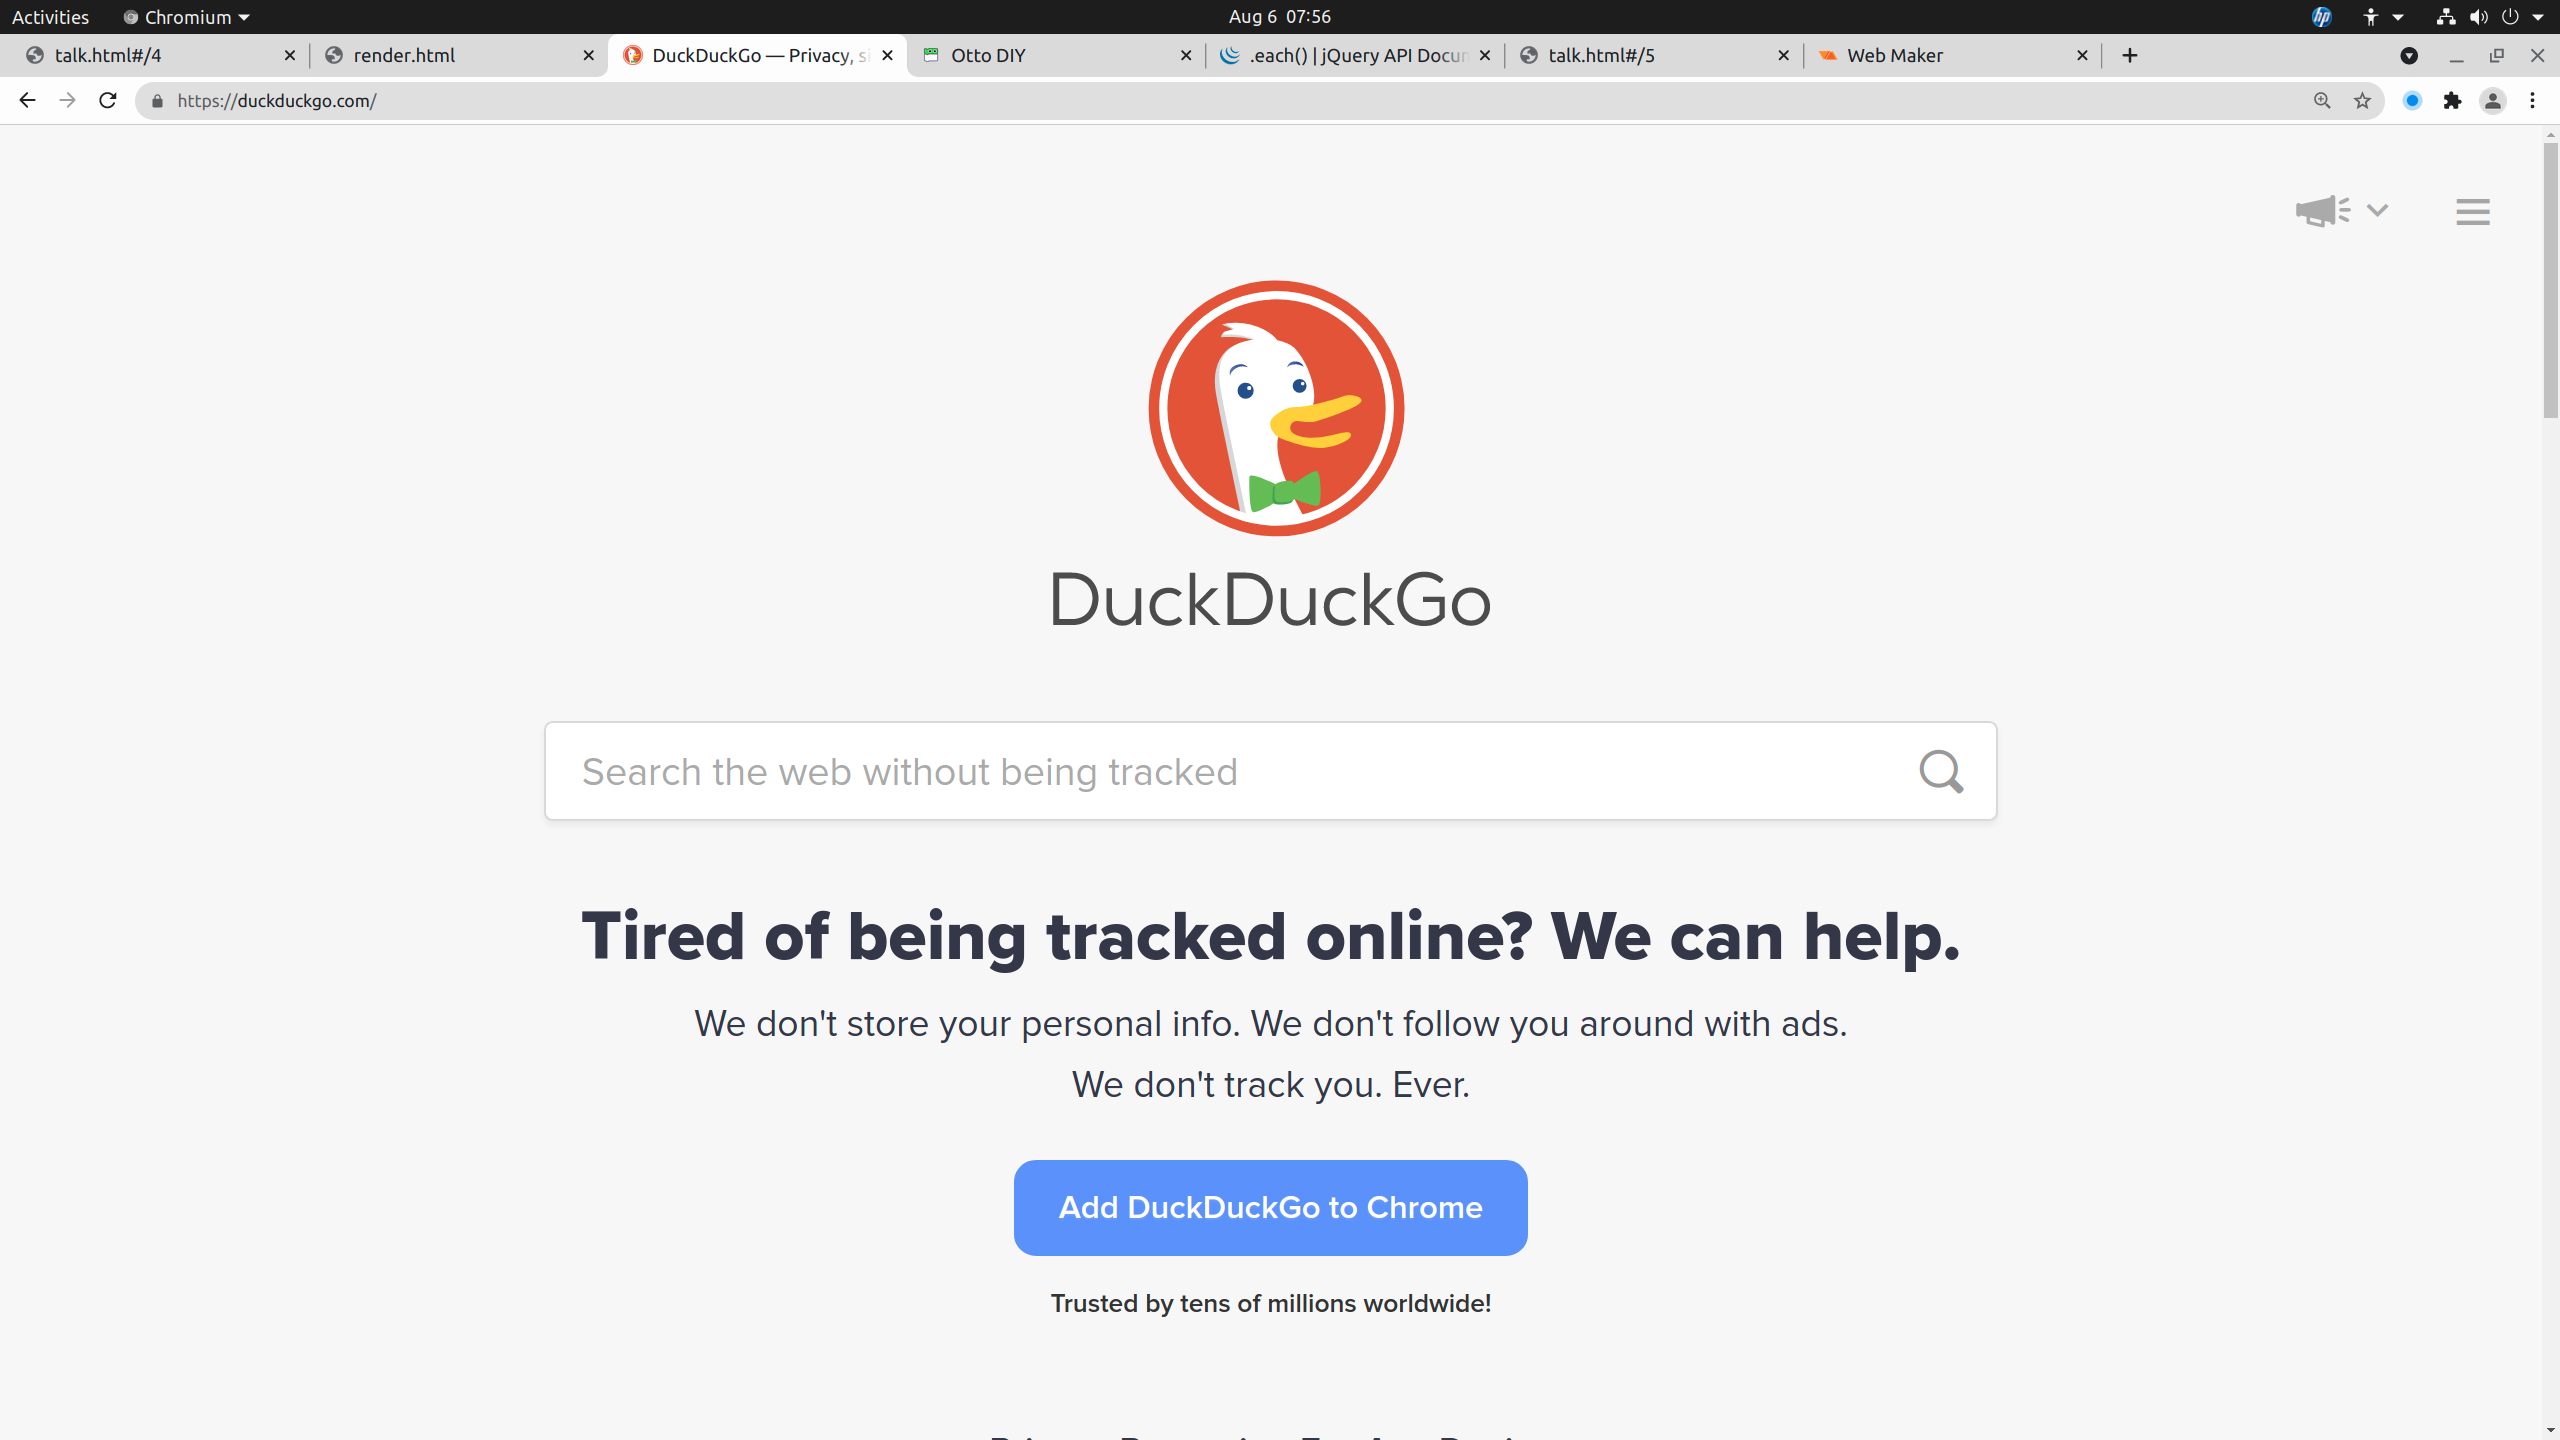 Activities Chromium Aug 6 07:56
talk.html#/4 render.html DuckDuckGo — Privacy, Otto DIY .each() | jQuery API talk.html#/5 Web Maker
https://duckduckgo.com/
DuckDuckGo
Search the web without being tracked
Tired of being tracked online? We can help.
We don't store your personal info. We don't follow you around with ads.
We don't track you. Ever.
Add DuckDuckGo to Chrome
Trusted by tens of millions worldwide!